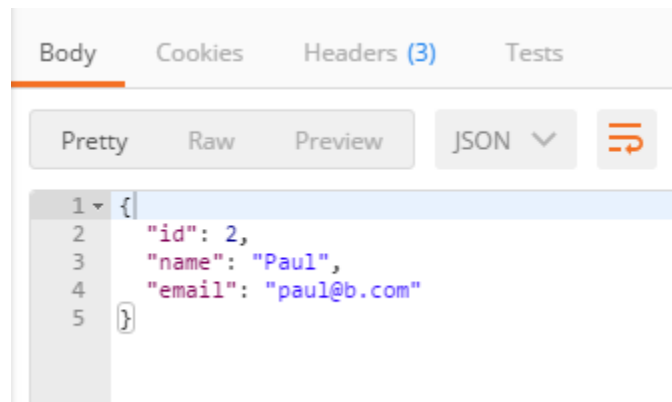 Body Cookies Headers (3) Tests
Pretty Raw Preview JSON
1 {
2 "id": 2,
3 "name": "Paul",
4 "email": "paul@b.com"
5 }